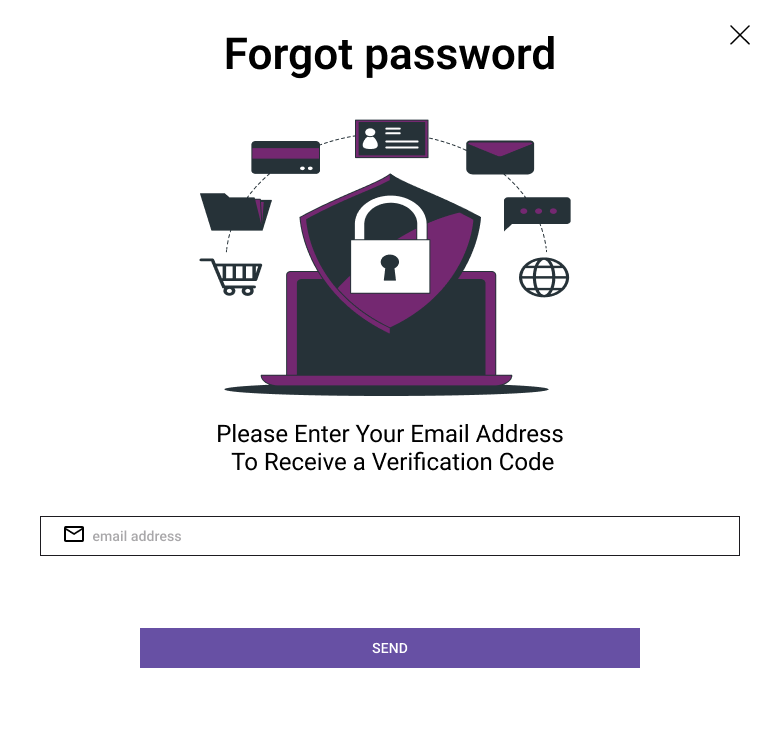 Forgot password
Please Enter Your Email Address
To Receive a Verification Code
email address
SEND